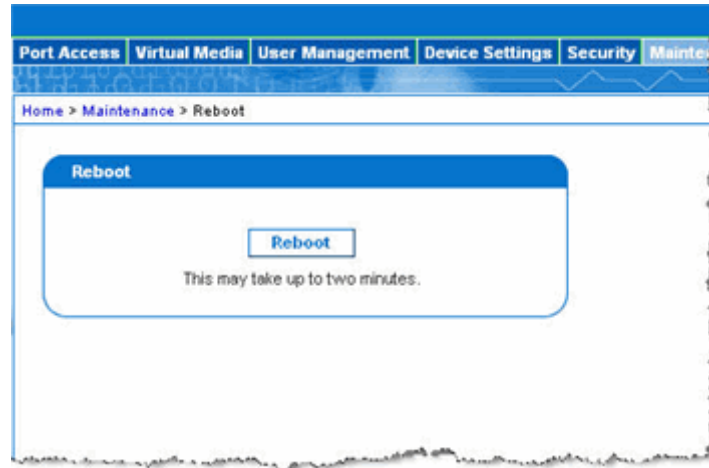 Port Access Virtual Media User Management Device Settings Security
Home > Maintenance > Reboot
Reboot
Reboot
This may take up to two minutes.